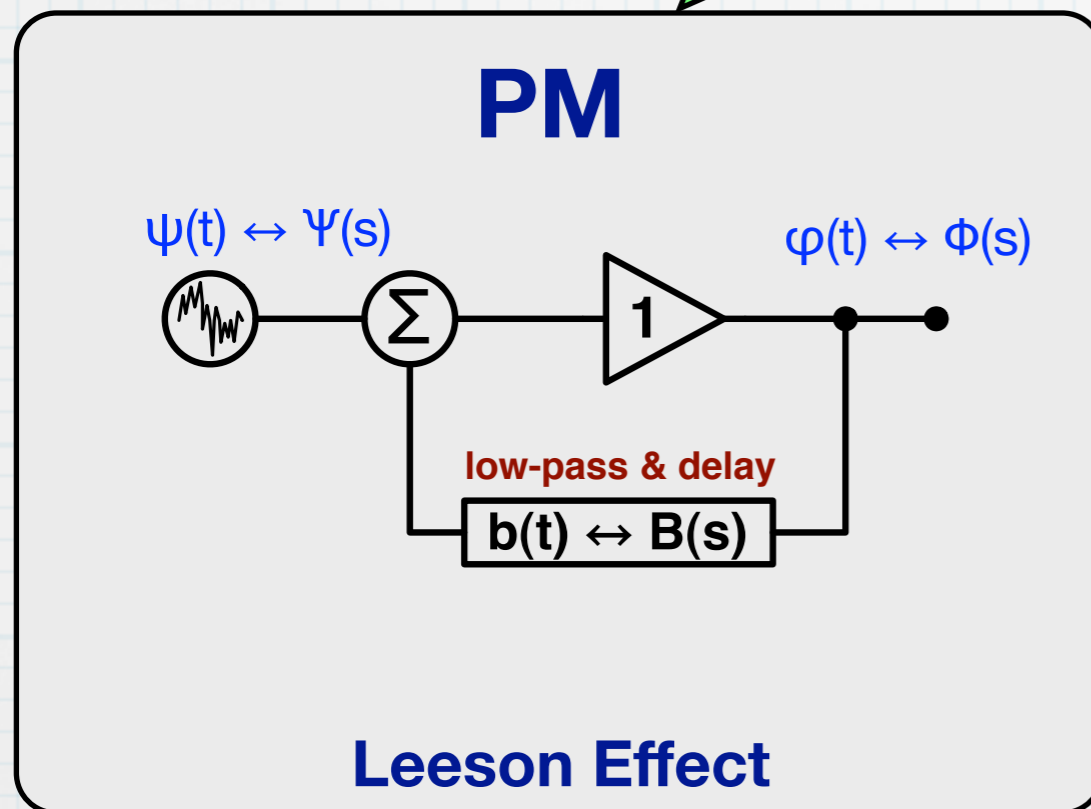 PM
ψ(t) ↔ Ψ(s)
φ(t) ↔ Φ(s)
Σ
1
low-pass & delay
b(t) ↔ B(s)
Leeson Effect